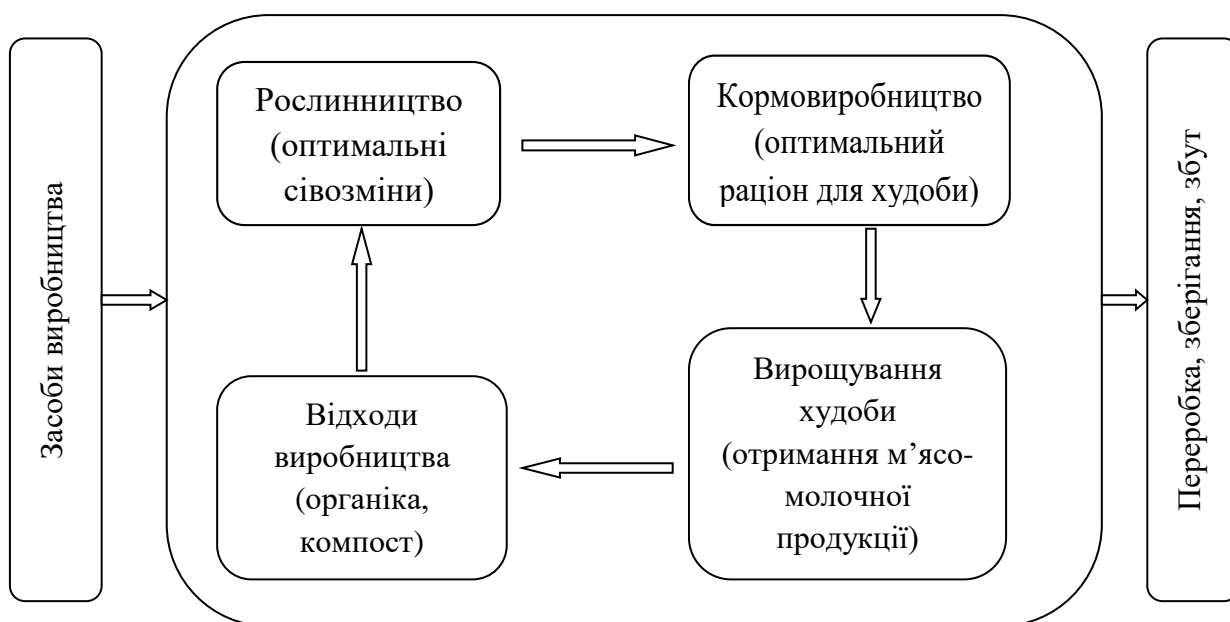 Засоби виробництва
Рослинництво
(оптимальні
сівозміни)
Кормовиробництво
(оптимальний
раціон для худоби)
Відходи
виробництва
(органіка,
компост)
Вирощування
худоби
(отримання м’ясо-
молочної
продукції)
Переробка, зберігання, збут